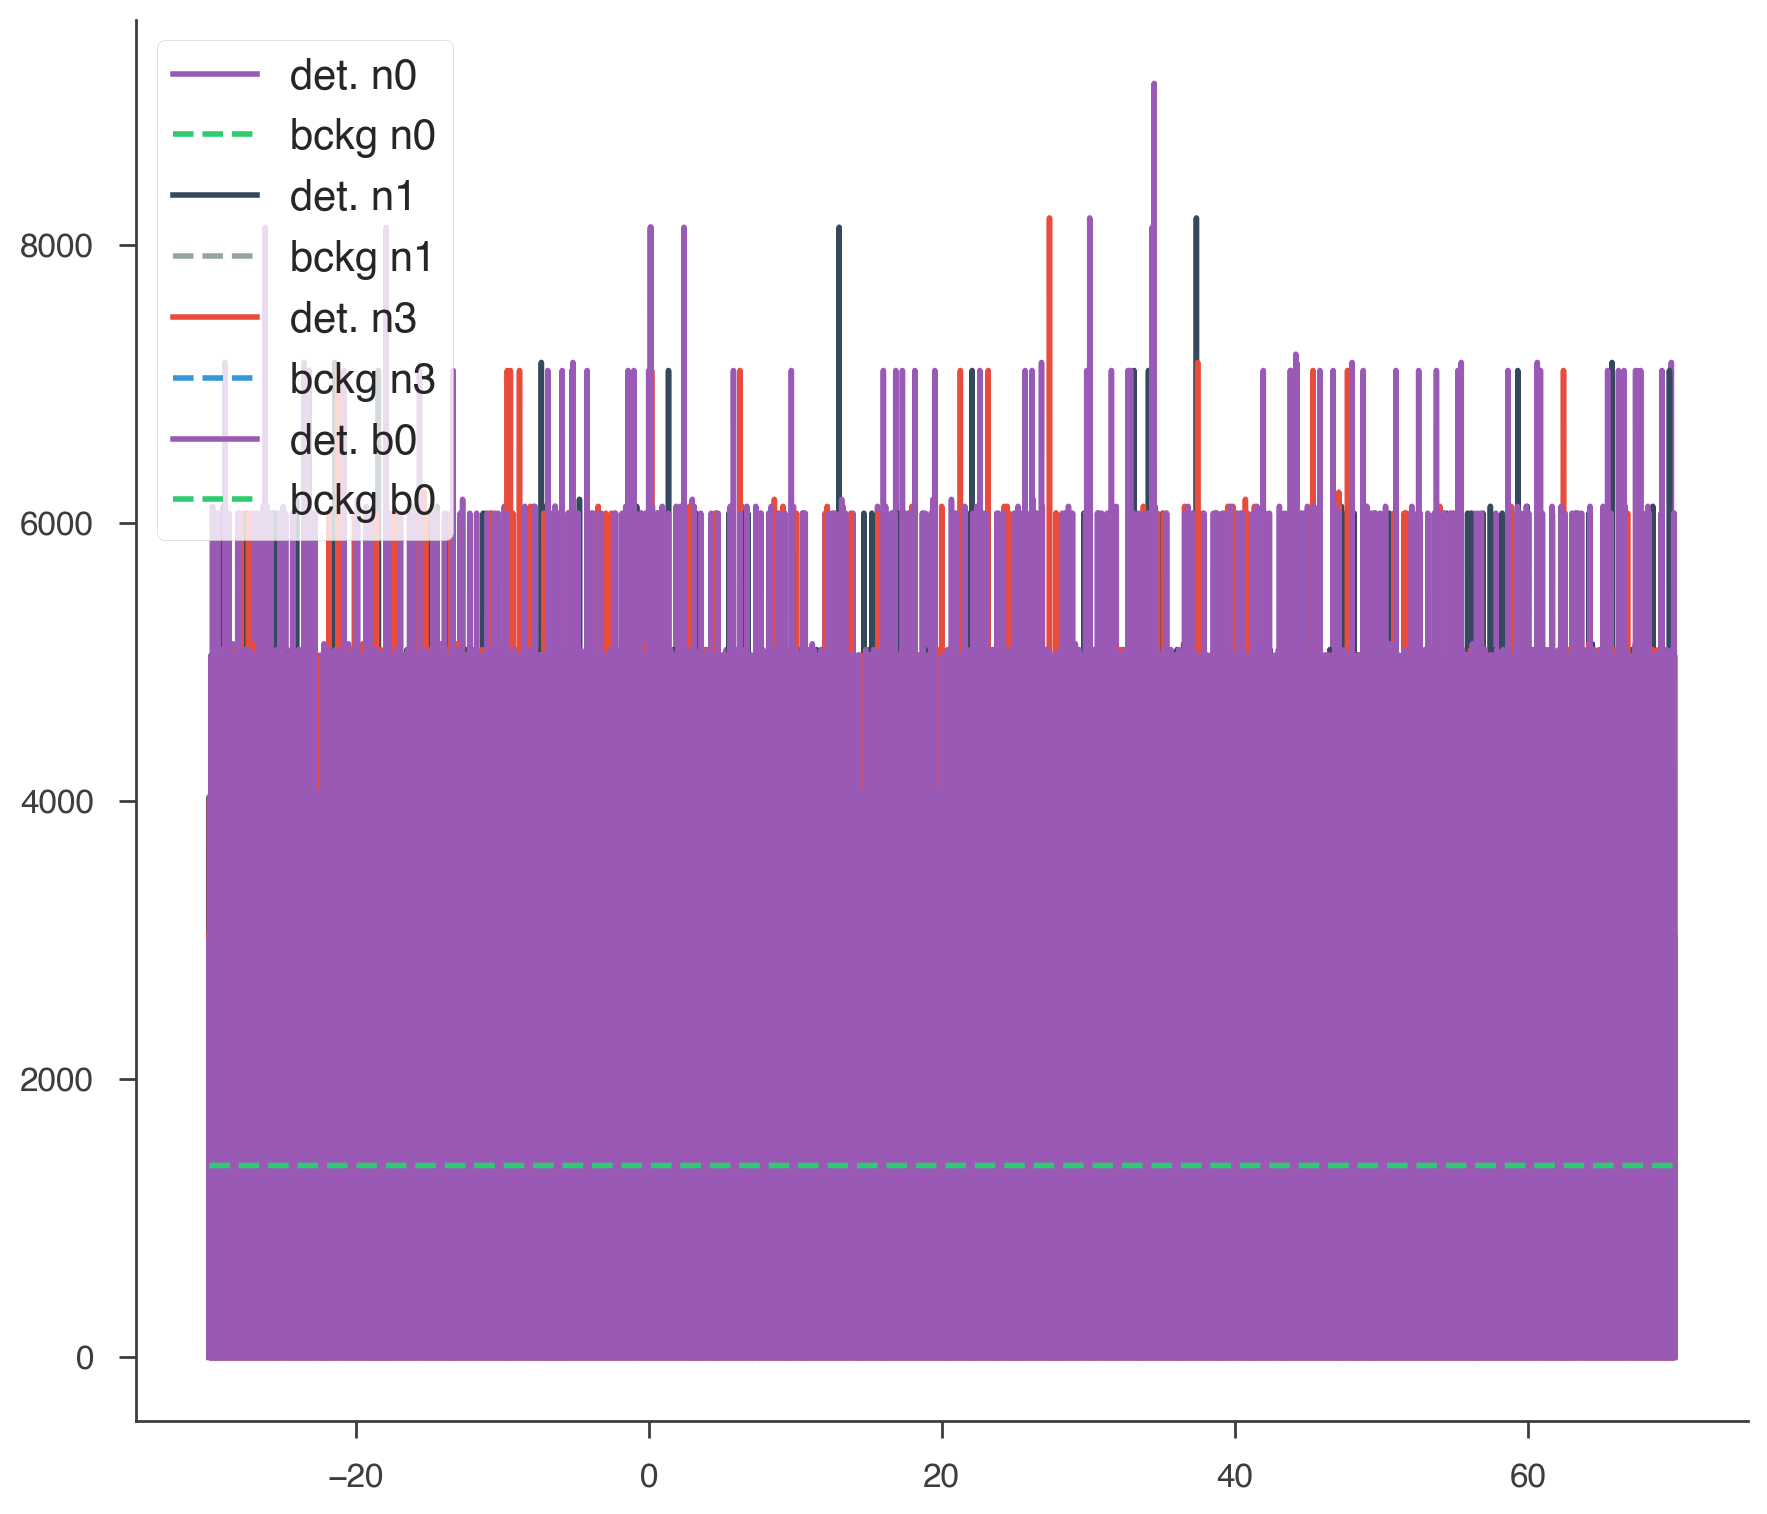 det. n0
bckg n0
det. n1
bckg n1
det. n3
bckg n3
det. b0
bckg b0
8000
6000
4000
2000
0
−20 0 20 40 60